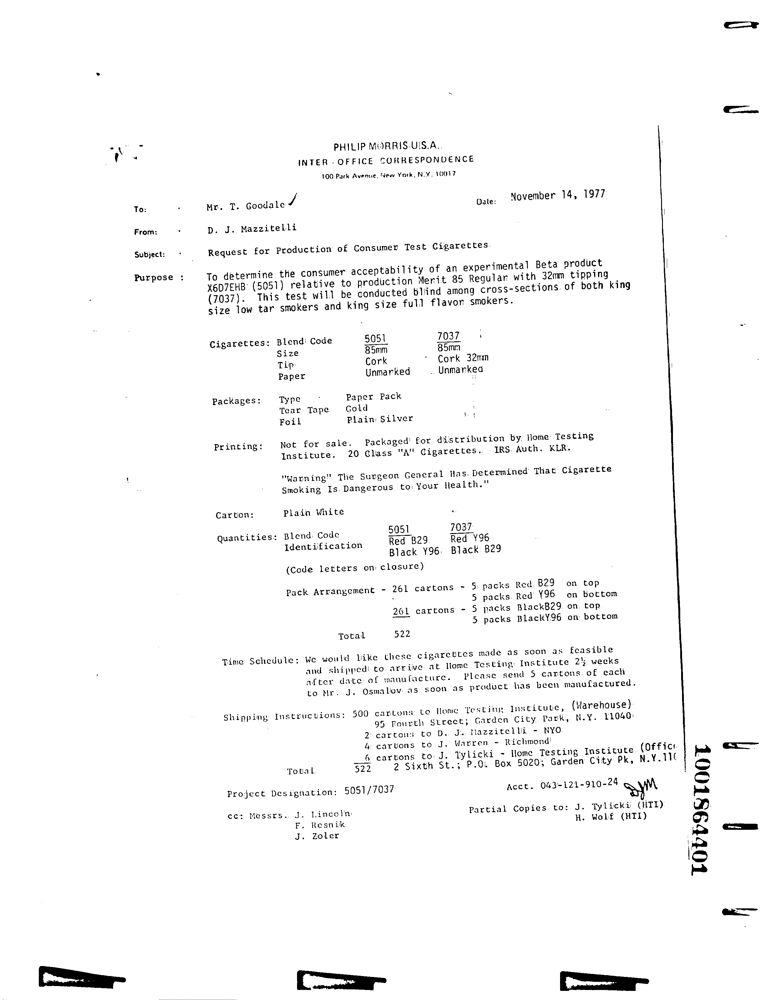 PHILIP MORRIS U.S.A.
INTER - OFFICE CORRESPONDENCE
100 Park Avenue, New York, N.Y. 10017
To: Mr. T. Goodale Date: November 14, 1977
From: D. J. Mazzitelli
Subject: Request for Production of Consumer Test Cigarettes
Purpose : To determine the consumer acceptability of an experimental Beta product
X6D7EHB (5051) relative to production Merit 85 Regular with 32mm tipping
(7037). This test will be conducted blind among cross-sections of both king
size low tar smokers and king size full flavor smokers.
Cigarettes: Blend Code 5051 7037
Size 85mm 85mm
Tip Cork Cork 32mm
Paper Unmarked Unmarked
Packages: Type Paper Pack
Tear Tape Gold
Foil Plain Silver
Printing: Not for sale. Packaged for distribution by Home Testing
Institute. 20 Class "A" Cigarettes. IRS Auth. KLR.
"Warning" The Surgeon General Has Determined That Cigarette
Smoking Is Dangerous to Your Health."
Carton: Plain White
Quantities: Blend Code 5051 7037
Identification Red B29 Red Y96
Black Y96 Black B29
(Code letters on closure)
Pack Arrangement - 261 cartons - 5 packs Red B29 on top
5 packs Red Y96 on bottom
261 cartons - 5 packs BlackB29 on top
5 packs BlackY96 on bottom
Total 522
Time Schedule: We would like these cigarettes made as soon as feasible
and shipped to arrive at Home Testing Institute 2½ weeks
after date of manufacture. Please send 5 cartons of each
to Mr. J. Osmalov as soon as product has been manufactured.
Shipping Instructions: 500 cartons to Home Testing Institute, (Warehouse)
95 Fourth Street; Garden City Park, N.Y. 11040
2 cartons to D. J. Mazzitelli - NYO
4 cartons to J. Warren - Richmond
6 cartons to J. Tylicki - Home Testing Institute (Offic
Total 522 2 Sixth St.; P.O. Box 5020; Garden City Pk, N.Y.110
Project Designation: 5051/7037 Acct. 043-121-910-24 DJM
cc: Messrs. J. Lincoln Partial Copies to: J. Tylicki (HTI)
F. Resnik H. Wolf (HTI)
J. Zoler
1001864401